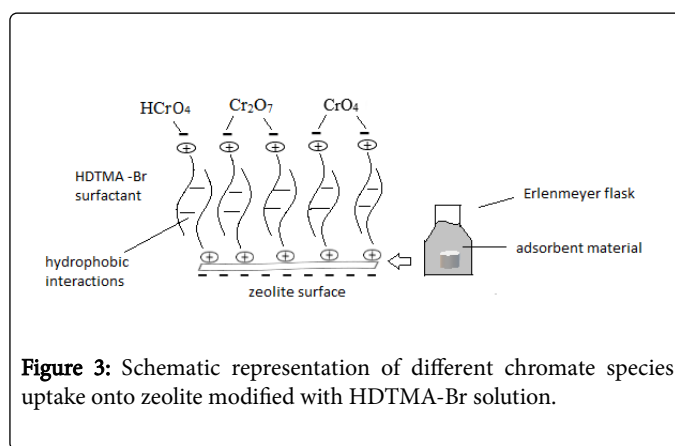 HCrO₄ Cr₂O₇ CrO₄
HDTMA -Br
surfactant
Erlenmeyer flask
adsorbent material
hydrophobic
interactions
zeolite surface
Figure 3: Schematic representation of different chromate species
uptake onto zeolite modified with HDTMA-Br solution.